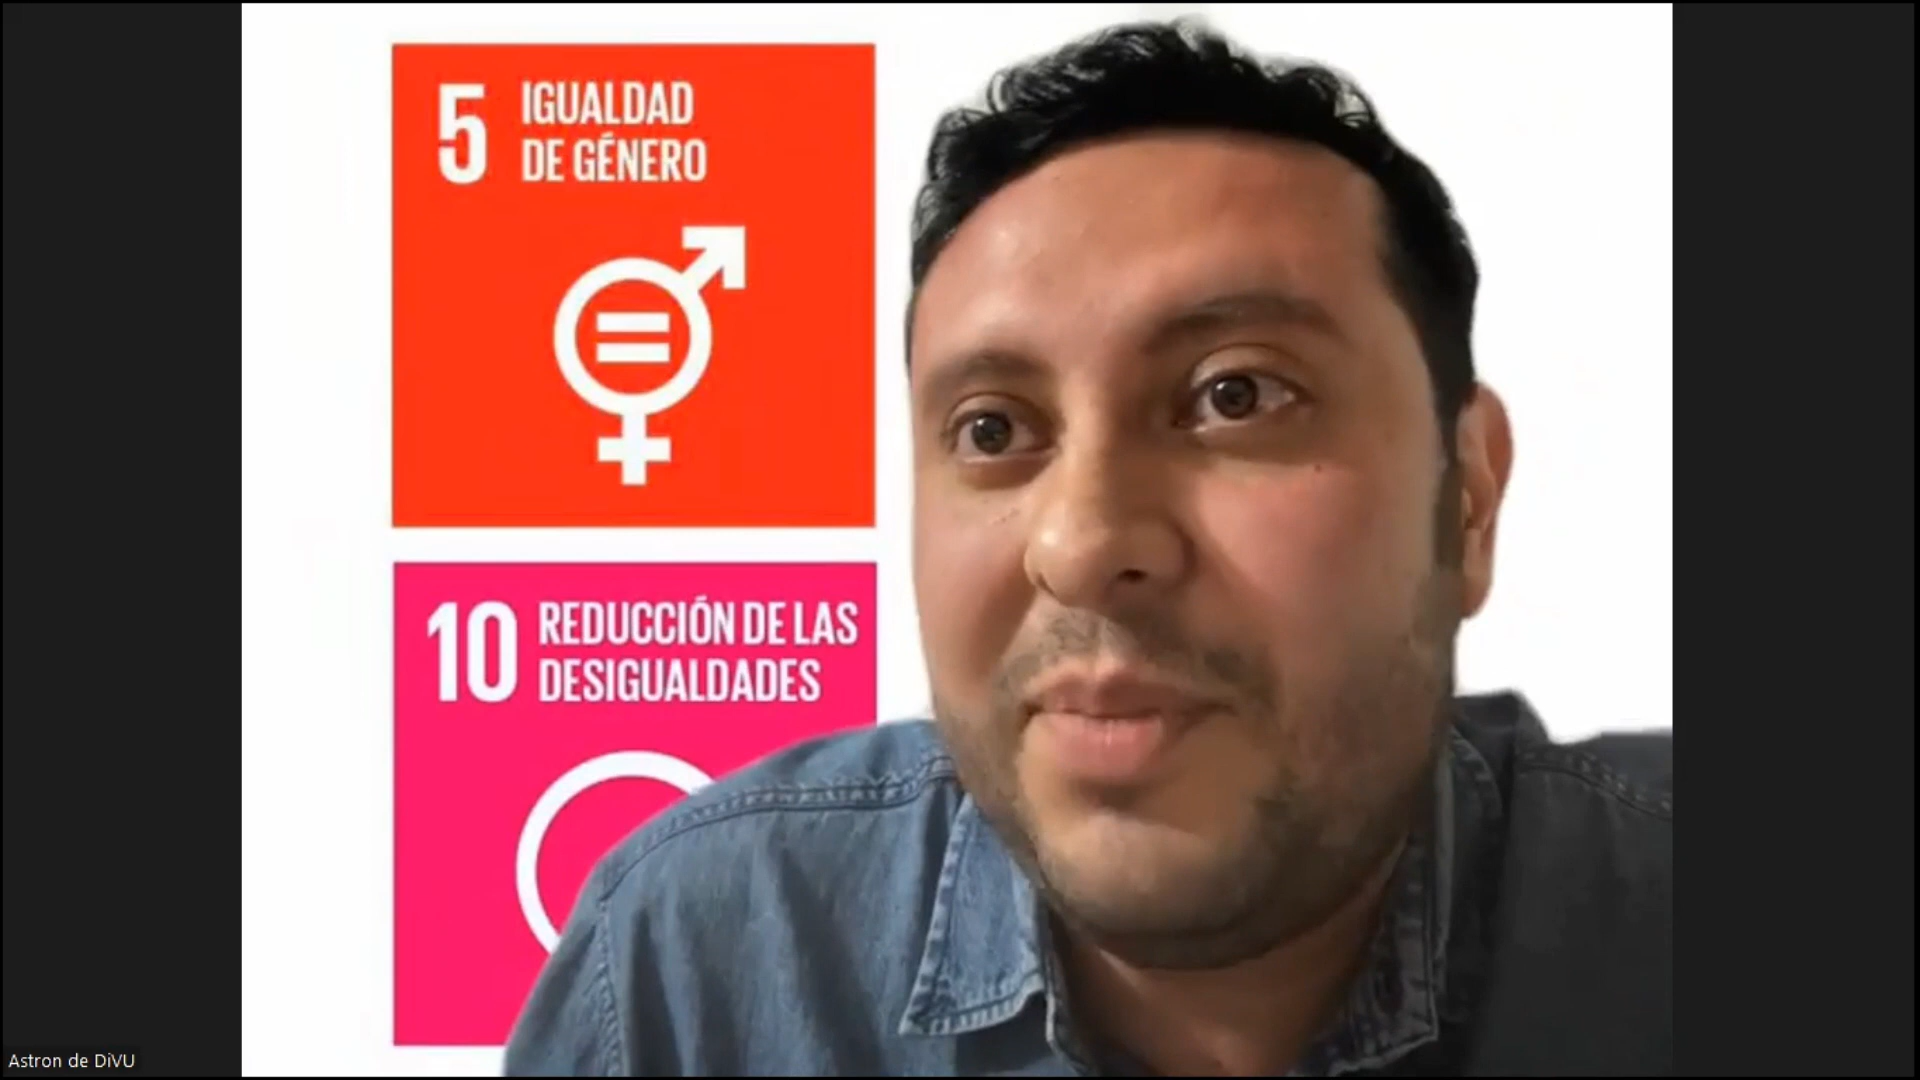 5 IGUALDAD
DE GÉNERO
10 REDUCCIÓN DE LAS
DESIGUALDADES
Astron de DiVU